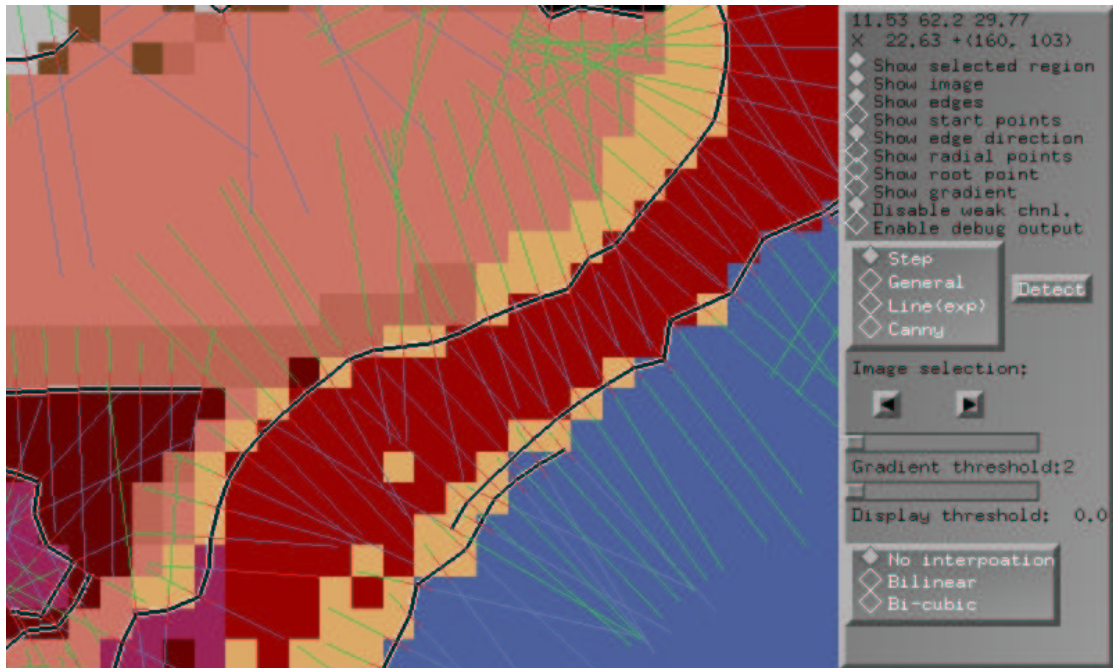 11.53 62.2 29.77
X 22.63 +(160, 103)
Show selected region
Show image
Show edges
Show start points
Show edge direction
Show radial points
Show root point
Show gradient
Disable weak chnl.
Enable debug output
Step
General
Line(exp)
Canny
Detect
Image selection:
Gradient threshold:2
Display threshold: 0.0
No interpoation
Bilinear
Bi-cubic